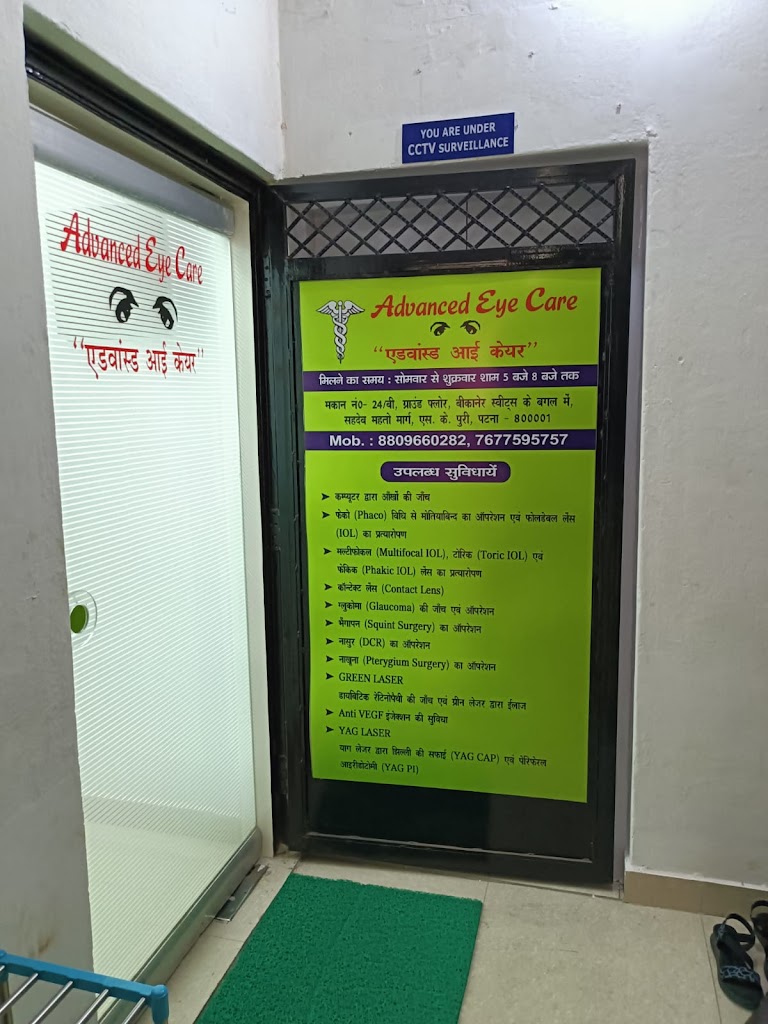 YOU ARE UNDER
CCTV SURVEILLANCE
Advanced Eye Care
"एडवांस्ड आई केयर"
Advanced Eye Care
"एडवांस्ड आई केयर"
मिलने का समय : सोमवार से शुक्रवार शाम 5 बजे 8 बजे तक
मकान नं०- 24/बी, ग्राउंड फ्लोर, बीकानेर स्वीट्स के बगल में,
सहदेव महतो मार्ग, एस. के. पुरी, पटना - 800001
Mob. : 8809660282, 7677595757
उपलब्ध सुविधायें
➤ कम्प्यूटर द्वारा आँखों की जाँच
➤ फेको (Phaco) विधि से मोतियाबिन्द का ऑपरेशन एवं फोलडेबल लेंस
(IOL) का प्रत्यारोपण
➤ मल्टीफोकल (Multifocal IOL), टोरिक (Toric IOL) एवं
फेकिक (Phakic IOL) लेंस का प्रत्यारोपण
➤ कॉन्टेक्ट लेंस (Contact Lens)
➤ ग्लुकोमा (Glaucoma) की जाँच एवं ऑपरेशन
➤ भेंगापन (Squint Surgery) का ऑपरेशन
➤ नासुर (DCR) का ऑपरेशन
➤ नाखूना (Pterygium Surgery) का ऑपरेशन
➤ GREEN LASER
डायबिटिक रेटिनोपैथी की जाँच एवं ग्रीन लेजर द्वारा ईलाज
➤ Anti VEGF इंजेक्शन की सुविधा
➤ YAG LASER
याग लेजर द्वारा झिल्ली की सफाई (YAG CAP) एवं पेरिफेरल
आइरीडोटोमी (YAG PI)